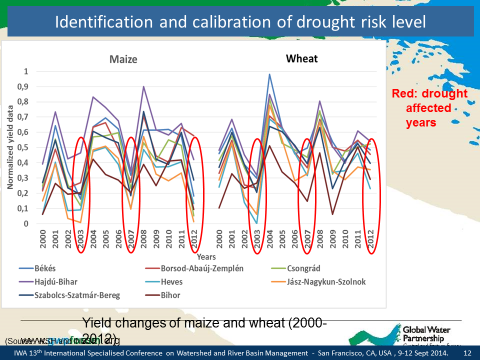 Identification and calibration of drought risk level
Maize
Wheat
Red: drought
affected
years
Normalized yield data
1
0,9
0,8
0,7
0,6
0,5
0,4
0,3
0,2
0,1
0
2000 2001 2002 2003 2004 2005 2006 2007 2008 2009 2010 2011 2012
2000 2001 2002 2003 2004 2005 2006 2007 2008 2009 2010 2011 2012
Years
Békés Borsod-Abaúj-Zemplén Csongrád
Hajdú-Bihar Heves Jász-Nagykun-Szolnok
Szabolcs-Szatmár-Bereg Bihor
Yield changes of maize and wheat (2000-
2012)
(Source
Global Water
Partnership
IWA 13th International Specialised Conference on Watershed and River Basin Management - San Francisco, CA, USA , 9-12 Sept 2014.
12